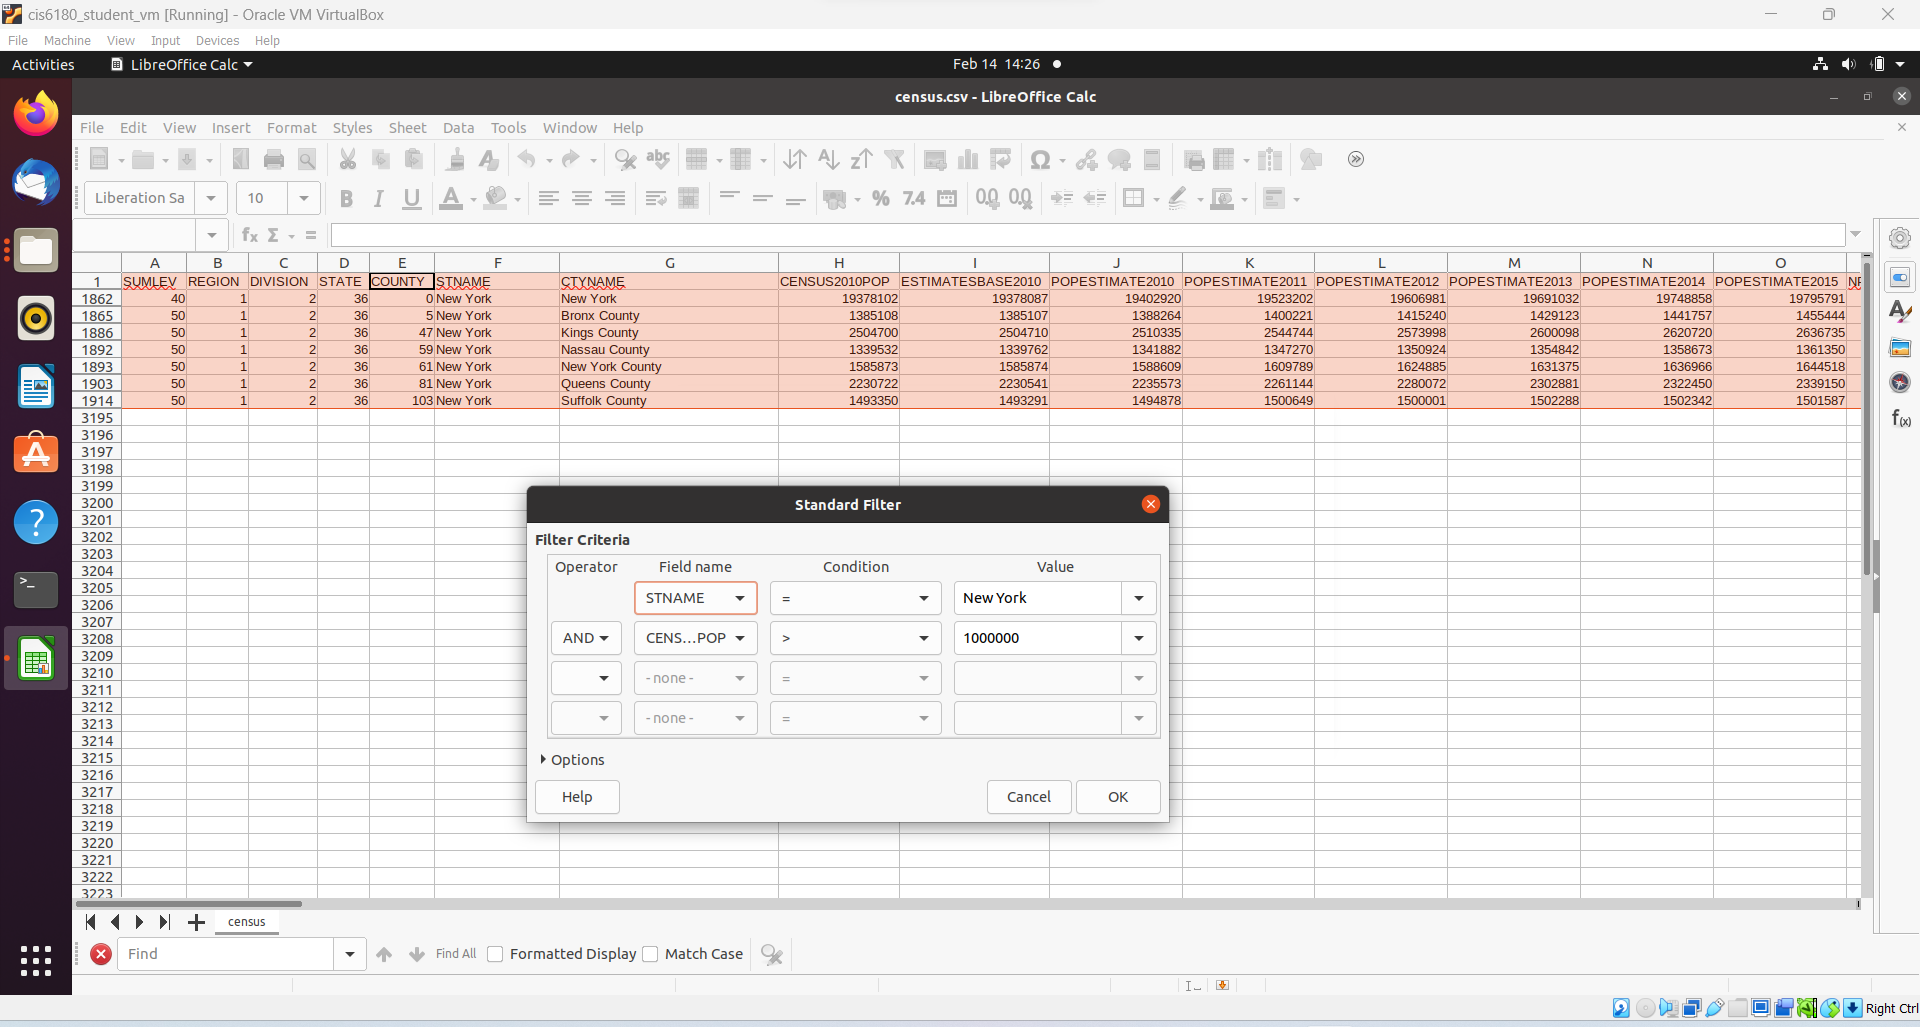 cis6180_student_vm [Running] - Oracle VM VirtualBox
File Machine View Input Devices Help
Activities LibreOffice Calc Feb 14 14:26
census.csv - LibreOffice Calc
File Edit View Insert Format Styles Sheet Data Tools Window Help
Liberation Sa 10
A B C D E F G H I J K L M N O
1 SUMLEV REGION DIVISION STATE COUNTY STNAME CTYNAME CENSUS2010POP ESTIMATESBASE2010 POPESTIMATE2010 POPESTIMATE2011 POPESTIMATE2012 POPESTIMATE2013 POPESTIMATE2014 POPESTIMATE2015
1862 40 1 2 36 0 New York New York 19378102 19378087 19402920 19523202 19606981 19691032 19748858 19795791
1865 50 1 2 36 5 New York Bronx County 1385108 1385107 1388264 1400221 1415240 1429123 1441757 1455444
1886 50 1 2 36 47 New York Kings County 2504700 2504710 2510335 2544744 2573998 2600098 2620720 2636735
1892 50 1 2 36 59 New York Nassau County 1339532 1339762 1341882 1347270 1350924 1354842 1358673 1361350
1893 50 1 2 36 61 New York New York County 1585873 1585874 1588609 1609789 1624885 1631375 1636966 1644518
1903 50 1 2 36 81 New York Queens County 2230722 2230541 2235573 2261144 2280072 2302881 2322450 2339150
1914 50 1 2 36 103 New York Suffolk County 1493350 1493291 1494878 1500649 1500001 1502288 1502342 1501587
3195
3196
3197
3198
3199
3200
3201
3202
3203
3204
3205
3206
3207
3208
3209
3210
3211
3212
3213
3214
3215
3216
3217
3218
3219
3220
3221
3222
3223
Standard Filter
Filter Criteria
Operator Field name Condition Value
STNAME = New York
AND CENS...POP > 1000000
- none - =
- none - =
Options
Help Cancel OK
census
Find Find All Formatted Display Match Case
Right Ctrl